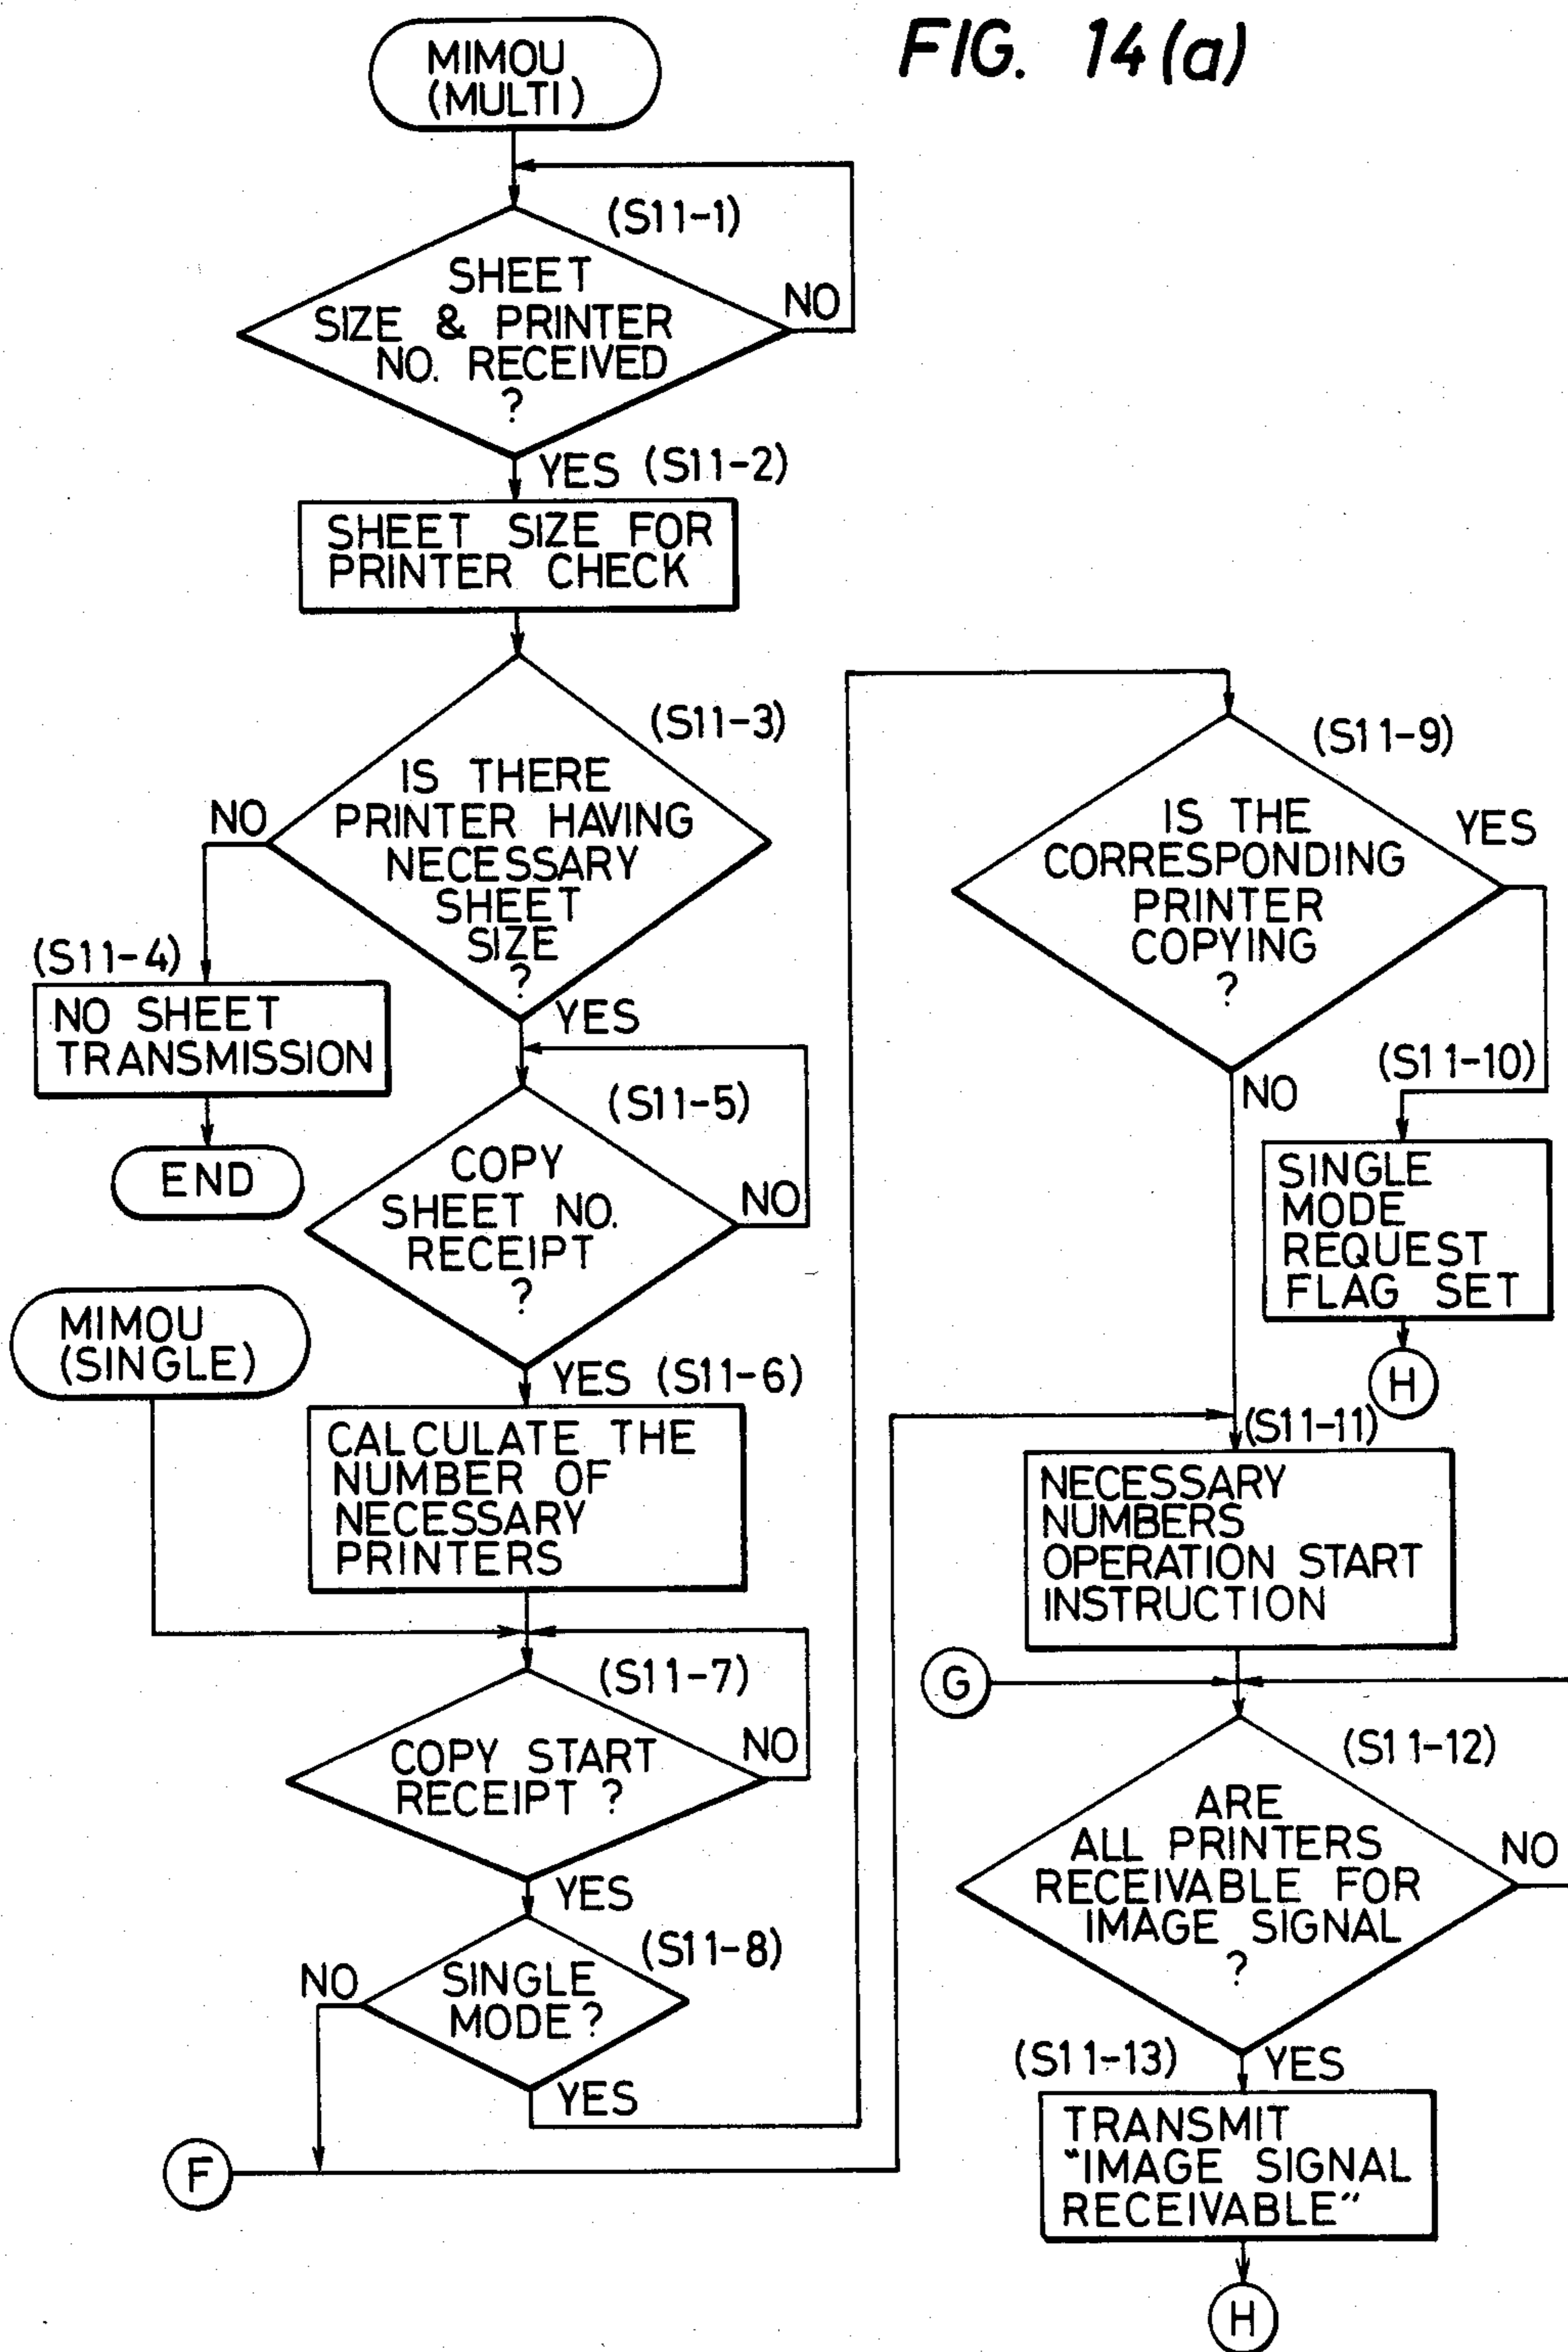 FIG. 14(a)
MIMOU
(MULTI)
(S11-1)
SHEET
SIZE & PRINTER
NO. RECEIVED
?
NO
YES (S11-2)
SHEET SIZE FOR
PRINTER CHECK
(S11-3)
IS THERE
PRINTER HAVING
NECESSARY
SHEET
SIZE
?
NO
(S11-4)
NO SHEET
TRANSMISSION
END
YES
(S11-5)
COPY
SHEET NO.
RECEIPT
?
NO
MIMOU
(SINGLE)
YES (S11-6)
CALCULATE THE
NUMBER OF
NECESSARY
PRINTERS
(S11-7)
COPY START
RECEIPT ?
NO
YES
(S11-8)
SINGLE
MODE ?
NO
YES
F
(S11-9)
IS THE
CORRESPONDING
PRINTER
COPYING
?
YES
(S11-10)
NO
SINGLE
MODE
REQUEST
FLAG SET
H
(S11-11)
NECESSARY
NUMBERS
OPERATION START
INSTRUCTION
G
(S11-12)
ARE
ALL PRINTERS
RECEIVABLE FOR
IMAGE SIGNAL
?
NO
(S11-13)
YES
TRANSMIT
"IMAGE SIGNAL
RECEIVABLE"
H